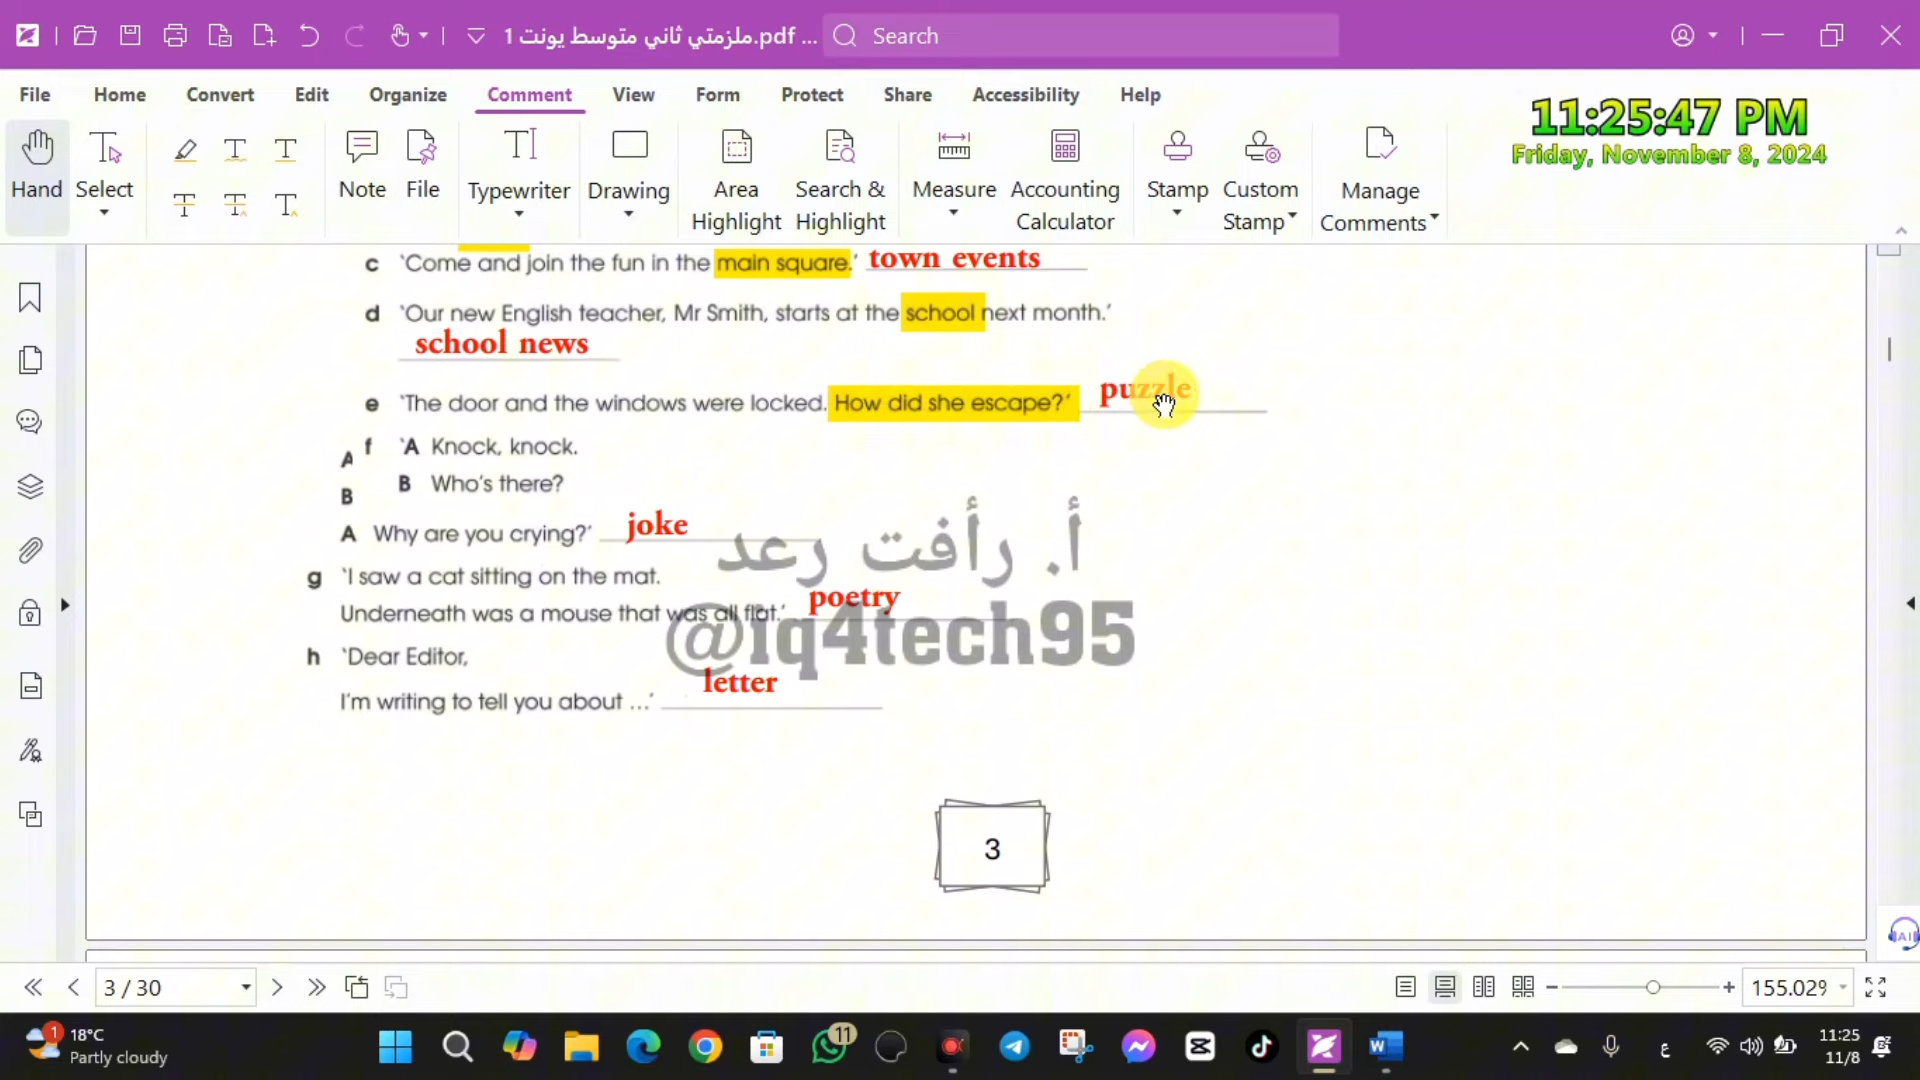 ملزمتي ثاني متوسط يونت 1.pdf ...
Search
File Home Convert Edit Organize Comment View Form Protect Share Accessibility Help
11:25:47 PM
Friday, November 8, 2024
Hand
Select
Note
File
Typewriter
Drawing
Area Highlight
Search & Highlight
Measure
Accounting Calculator
Stamp
Custom Stamp
Manage Comments
c 'Come and join the fun in the main square.' town events
d 'Our new English teacher, Mr Smith, starts at the school next month.'
school news
e 'The door and the windows were locked. How did she escape?' puzzle
f 'A Knock, knock.
A
B Who's there?
B
A Why are you crying?' joke
أ. رأفت رعد
g 'I saw a cat sitting on the mat.
Underneath was a mouse that was all flat.' poetry
@iq4tech95
h 'Dear Editor,
I'm writing to tell you about ...' letter
3
AI
3 / 30
155.029
1
18°C
Partly cloudy
11
ع
11:25
11/8